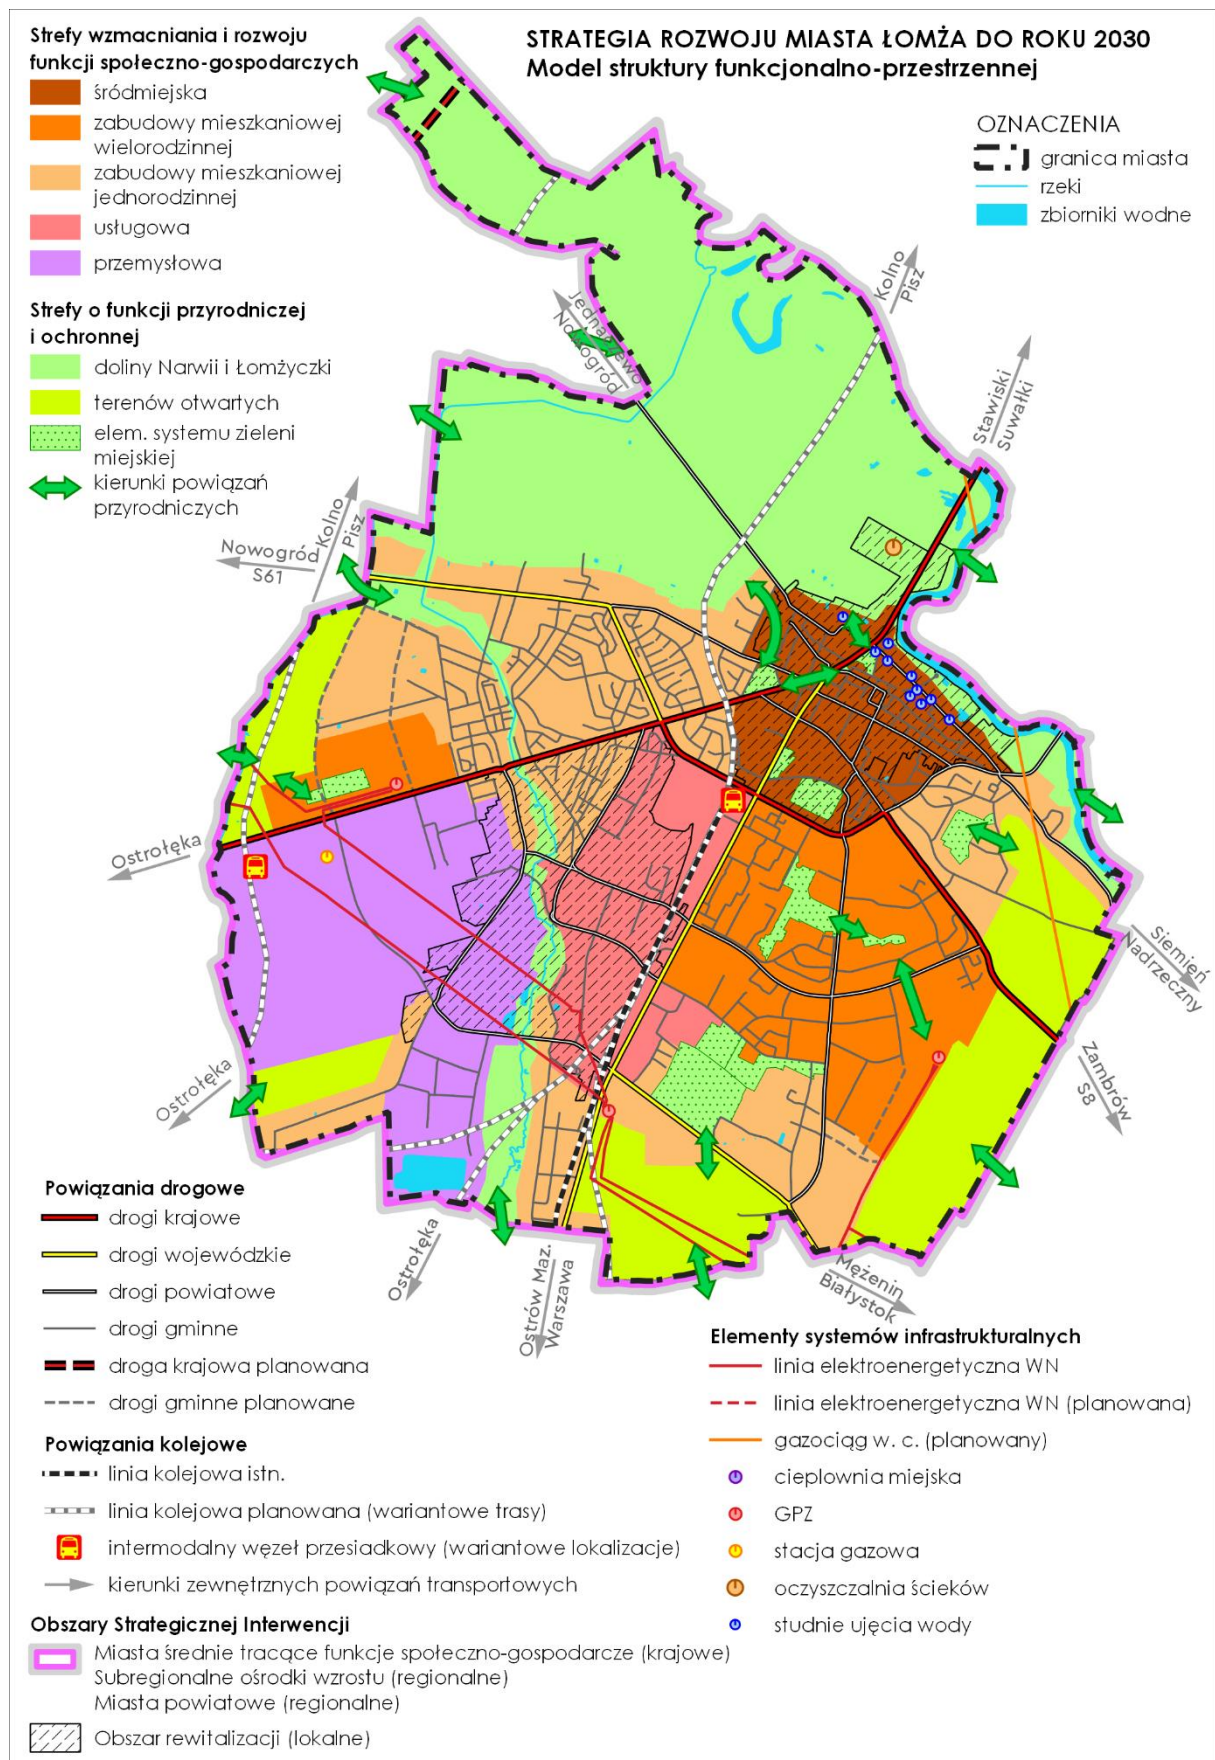 STRATEGIA ROZWOJU MIASTA ŁOMŻA DO ROKU 2030
Model struktury funkcjonalno-przestrzennej
Strefy wzmacniania i rozwoju
funkcji społeczno-gospodarczych
śródmiejska
zabudowy mieszkaniowej
wielorodzinnej
zabudowy mieszkaniowej
jednorodzinnej
usługowa
przemysłowa
Strefy o funkcji przyrodniczej
i ochronnej
doliny Narwii i Łomżyczki
terenów otwartych
elem. systemu zieleni
miejskiej
kierunki powiązań
przyrodniczych
OZNACZENIA
granica miasta
rzeki
zbiorniki wodne
Kolno
Pisz
Jednaczewo
Nowogród
Stawiski
Suwałki
Kolno
Pisz
Nowogród
S61
Ostrołęka
Siemień
Nadrzeczny
Zambrów
S8
Ostrołęka
Ostrołęka
Ostrów Maz.
Warszawa
Mężenin
Białystok
Powiązania drogowe
drogi krajowe
drogi wojewódzkie
drogi powiatowe
drogi gminne
droga krajowa planowana
drogi gminne planowane
Powiązania kolejowe
linia kolejowa istn.
linia kolejowa planowana (wariantowe trasy)
intermodalny węzeł przesiadkowy (wariantowe lokalizacje)
kierunki zewnętrznych powiązań transportowych
Obszary Strategicznej Interwencji
Miasta średnie tracące funkcje społeczno-gospodarcze (krajowe)
Subregionalne ośrodki wzrostu (regionalne)
Miasta powiatowe (regionalne)
Obszar rewitalizacji (lokalne)
Elementy systemów infrastrukturalnych
linia elektroenergetyczna WN
linia elektroenergetyczna WN (planowana)
gazociąg w. c. (planowany)
ciepłownia miejska
GPZ
stacja gazowa
oczyszczalnia ścieków
studnie ujęcia wody